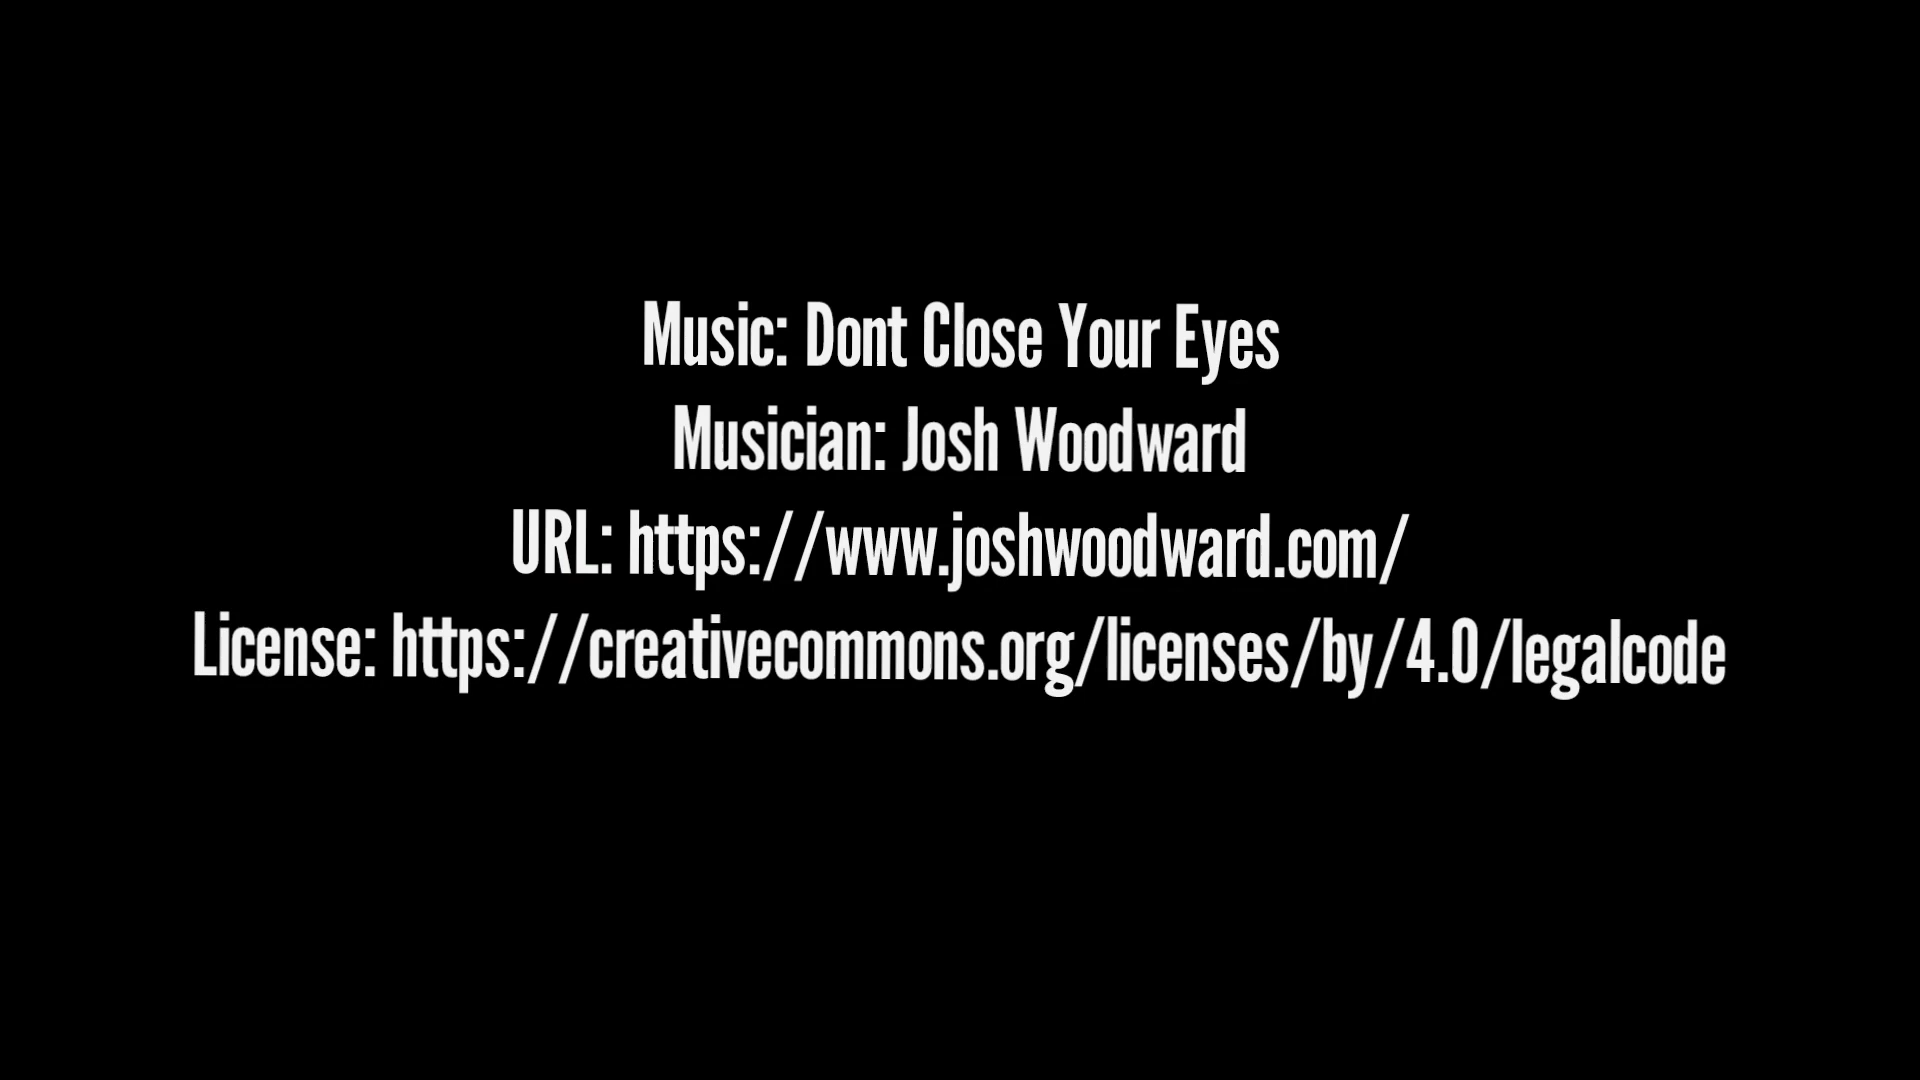 Music: Dont Close Your Eyes
Musician: Josh Woodward
URL: https://www.joshwoodward.com/
License: https://creativecommons.org/licenses/by/4.0/legalcode